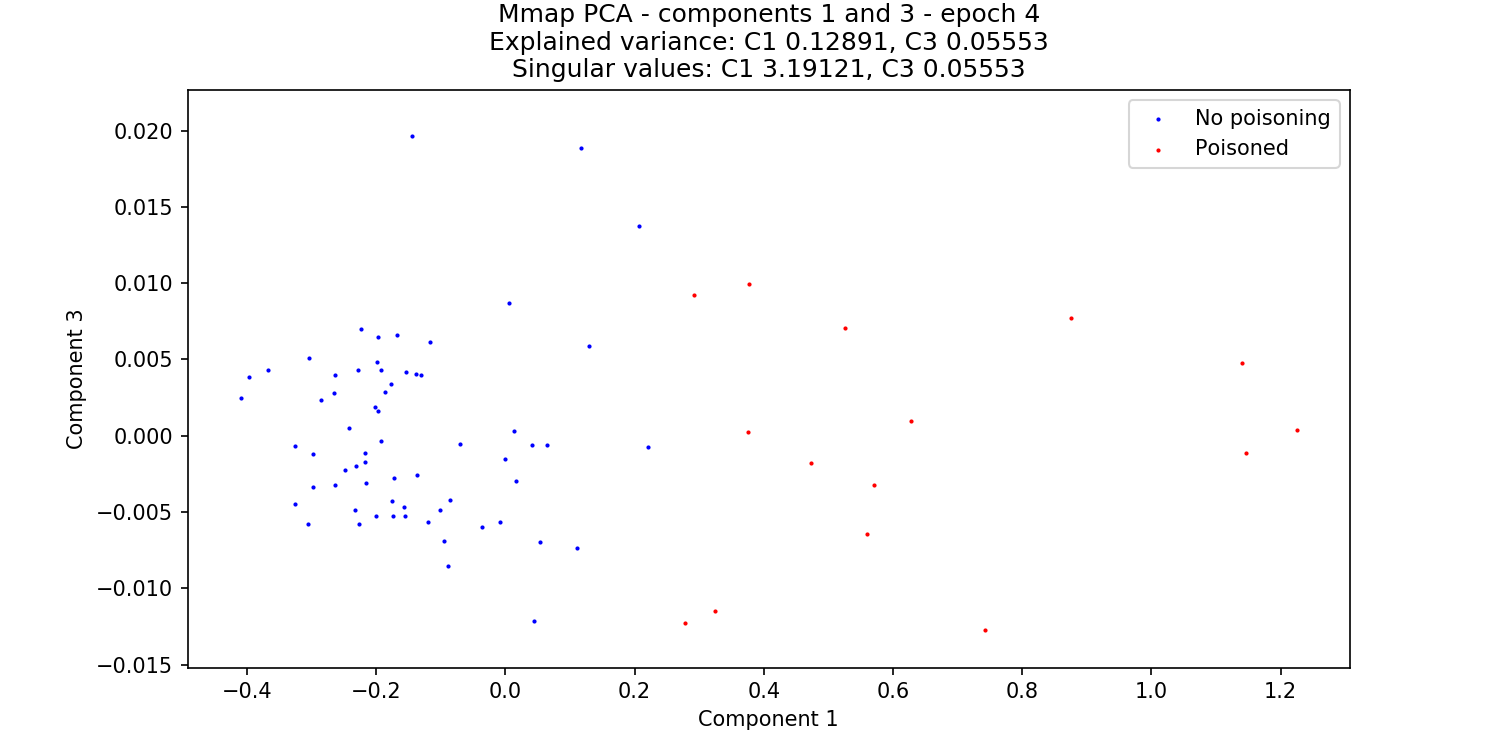 Mmap PCA - components 1 and 3 - epoch 4
Explained variance: C1 0.12891, C3 0.05553
Singular values: C1 3.19121, C3 0.05553
No poisoning
Poisoned
0.020
0.015
0.010
0.005
0.000
−0.005
−0.010
−0.015
Component 3
−0.4
−0.2
0.0
0.2
0.4
0.6
0.8
1.0
1.2
Component 1